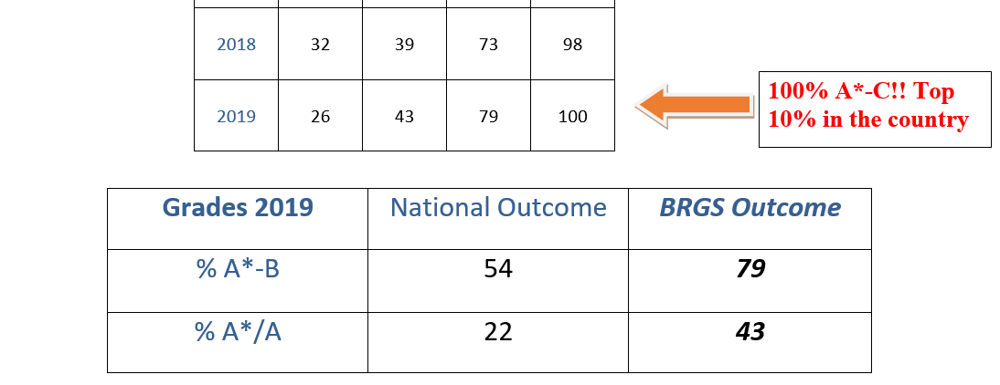 2018 32 39 73 98
2019 26 43 79 100
100% A*-C!! Top
10% in the country
Grades 2019 National Outcome BRGS Outcome
% A*-B 54 79
% A*/A 22 43